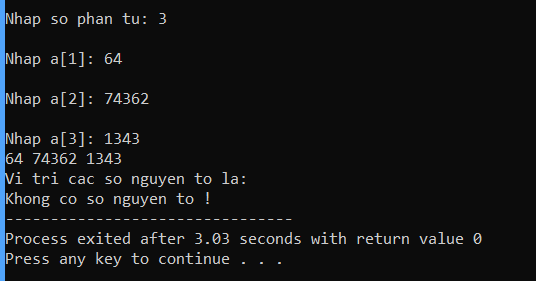 Nhap so phan tu: 3
Nhap a[1]: 64
Nhap a[2]: 74362
Nhap a[3]: 1343
64 74362 1343
Vi tri cac so nguyen to la:
Khong co so nguyen to !
--------------------------------
Process exited after 3.03 seconds with return value 0
Press any key to continue . . .